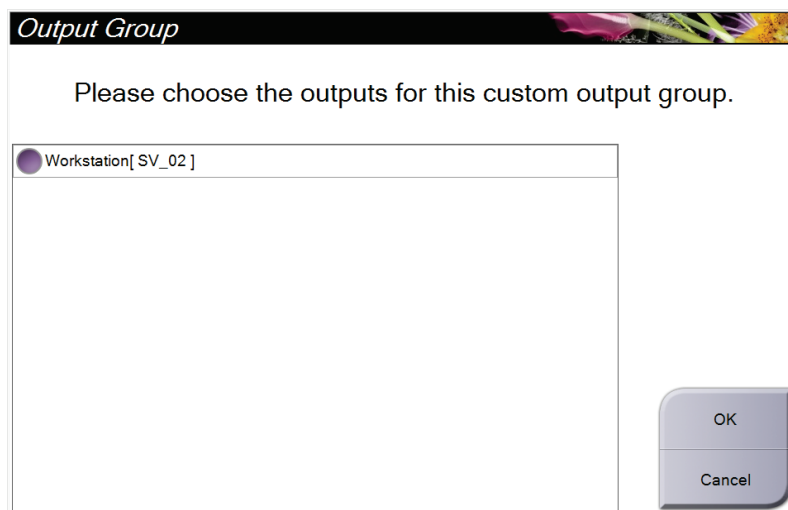 Output Group
Please choose the outputs for this custom output group.
Workstation[ SV_02 ]
OK
Cancel